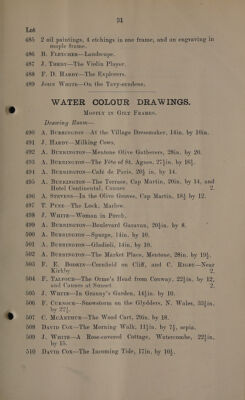 31
Lot
485 2 oil paintings, 4 etchings in one frame, and an engraving in
maple frame.
486 B. Fletcher—Landscape.
487 J. Thery—The Violin Player.
488 F. D. Hardy—The Explorers.
489 John White—On the Tavy-overdene.
WATER COLOUR DRAWINGS.
Mostly in Gilt Frames.
Drawing Room—
490 A. Burrington—At the Village Dressmaker, 14in. by 10in.
491 J. Hardy—Milking Cows.
492 A. Burrington—Mentone Olive Gatherers, 28in. by 20.
493 A. Burrington—The Fête of St. Agnes, 27½in. by 18½.
494 A. Burrington—Café de Paris, 20½ in. by 14.
495 A. Burrington—The Terrace, Cap Martin, 20in. by 14, and
Hotel Continental, Cannes 2.
496 A. Stevens—In the Olive Groves, Cap Martin, 18½ by 12.
497 T. Pyne—The Lock, Marlow.
498 J. White—Woman in Porch.
499 A. Burrington—Boulevard Garavan, 20½in. by 8.
500 A. Burrington—Spurge, 14in. by 10.
501 A. Burrington—Gladioli, 14in. by 10.
502 A. Burrington—The Market Place, Mentone, 28in. by 19½.
503 F. E. Bodkin—Cornfield on Cliff, and C. Rigby—Near
Kirkby 2.
504 F. Talfoch—The Orme's Head from Conway, 22½in. by 12,
and Cannes at Sunset 2.
505 J. White—In Granny's Garden, 14½in. by 10.
506 F. Curnock—Snowstorm on the Glydders, N. Wales, 33½in.
by 22½.
507 C. McArthur—The Wood Cart, 29in. by 18.
508 David Cox—The Morning Walk, 11½in. by 7½, sepia.
509 J. White—A Rose-covered Cottage, Watercombe, 22½in.
by 15.
510 David Cox—The Incoming Tide, 17in. by 10½.